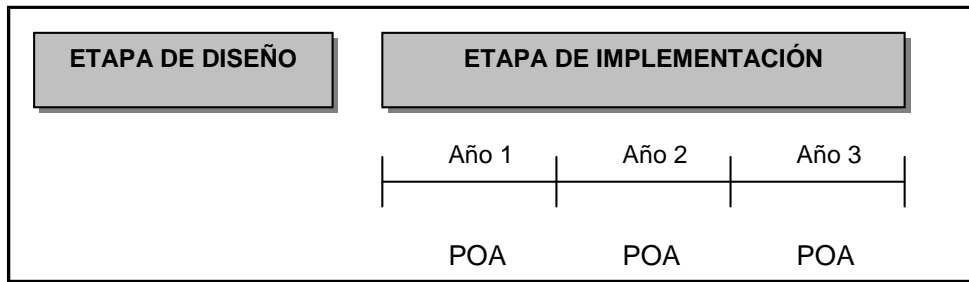 ETAPA DE DISEÑO ETAPA DE IMPLEMENTACIÓN
Año 1 Año 2 Año 3
POA POA POA